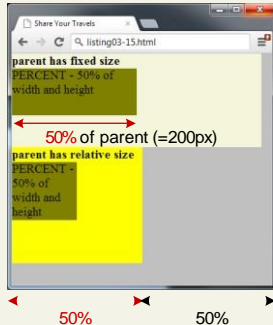 Share Your Travels
listing03-15.html
parent has fixed size
PERCENT - 50% of
width and height
50% of parent (=200px)
parent has relative size
PERCENT -
50% of
width and
height
50% 50%